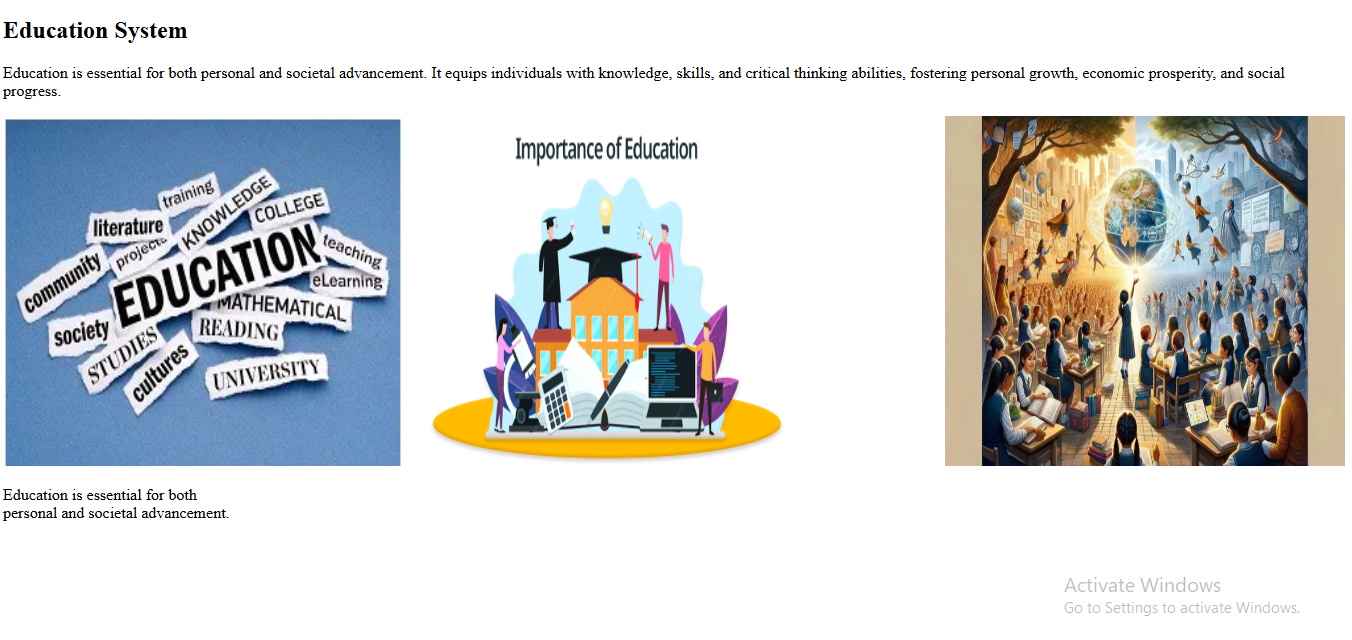 Education System
Education is essential for both personal and societal advancement. It equips individuals with knowledge, skills, and critical thinking abilities, fostering personal growth, economic prosperity, and social
progress.
training
KNOWLEDGE
COLLEGE
literature
projects
teaching
community
EDUCATION
eLearning
MATHEMATICAL
society
READING
STUDIES
cultures
UNIVERSITY
Importance of Education
Education is essential for both
personal and societal advancement.
Activate Windows
Go to Settings to activate Windows.